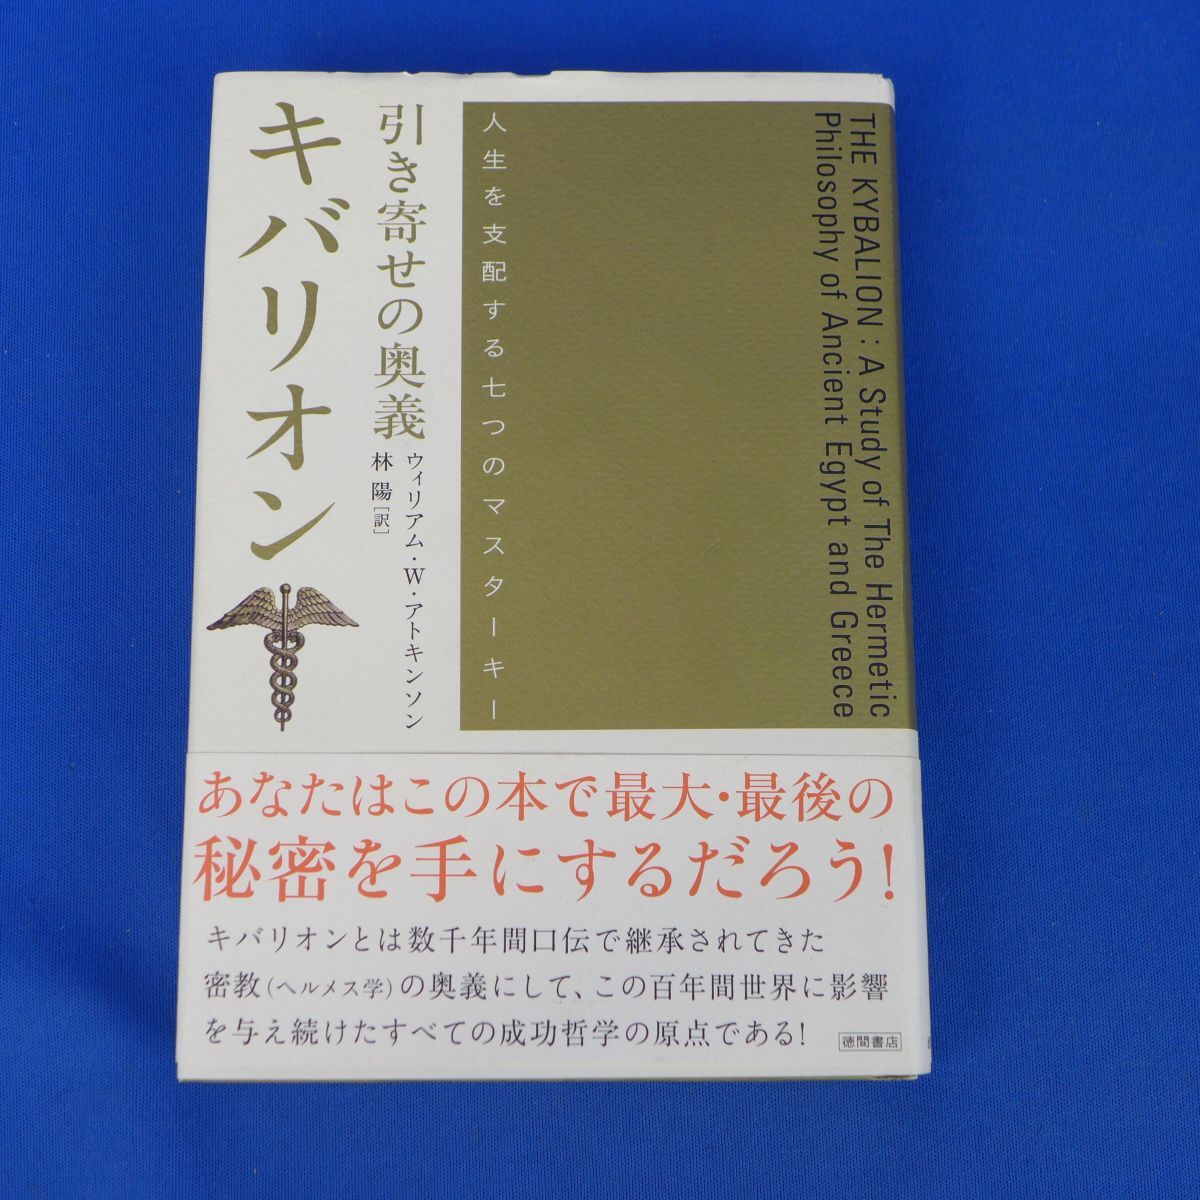 THE KYBALION : A Study of The Hermetic
Philosophy of Ancient Egypt and Greece
人生を支配する七つのマスターキー
引き寄せの奥義
キバリオン
ウィリアム・W・アトキンソン
林 陽[訳]
あなたはこの本で最大・最後の
秘密を手にするだろう!
キバリオンとは数千年間口伝で継承されてきた
密教(ヘルメス学)の奥義にして、この百年間世界に影響
を与え続けたすべての成功哲学の原点である!
徳間書店